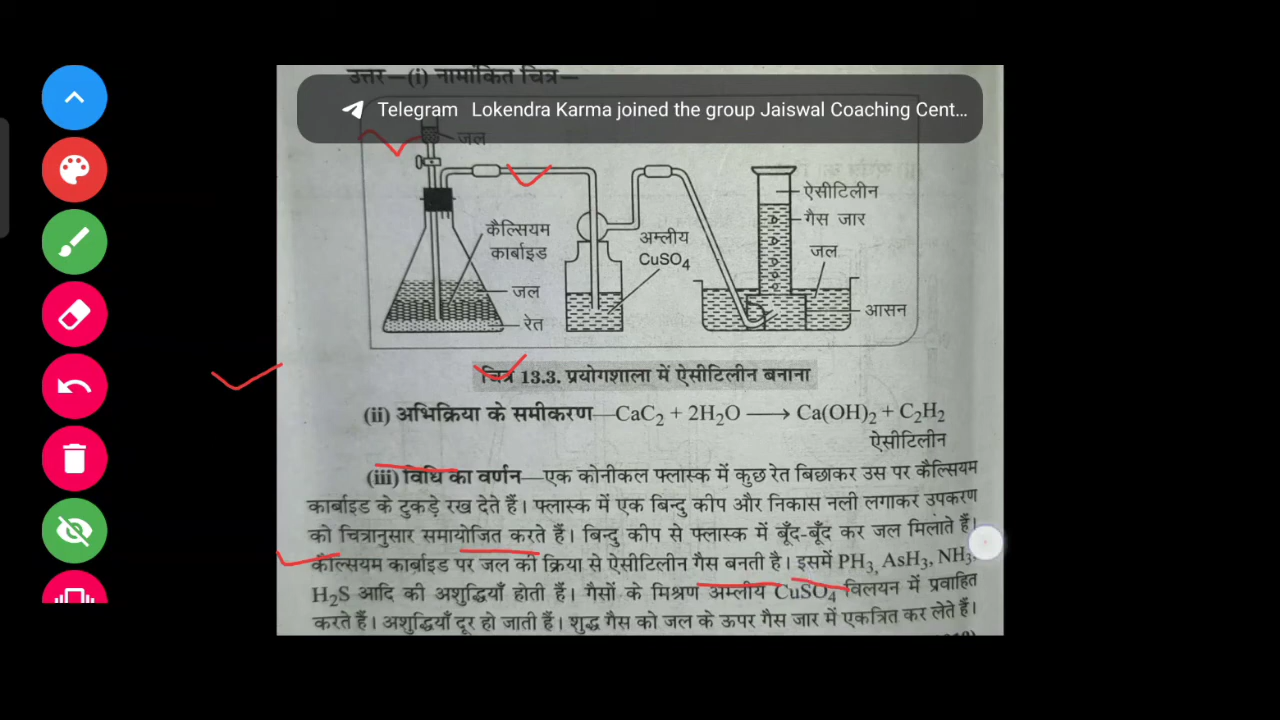 उत्तर—(i) नामांकित चित्र—
Telegram Lokendra Karma joined the group Jaiswal Coaching Cent...
जल
ऐसीटिलीन
गैस जार
कैल्सियम
कार्बाइड
अम्लीय
CuSO₄
जल
जल
आसन
रेत
चित्र 13.3. प्रयोगशाला में ऐसीटिलीन बनाना
(ii) अभिक्रिया के समीकरण—CaC₂ + 2H₂O ⟶ Ca(OH)₂ + C₂H₂
ऐसीटिलीन
(iii) विधि का वर्णन—एक कोनीकल फ्लास्क में कुछ रेत बिछाकर उस पर कैल्सियम
कार्बाइड के टुकड़े रख देते हैं। फ्लास्क में एक बिन्दु कीप और निकास नली लगाकर उपकरण
को चित्रानुसार समायोजित करते हैं। बिन्दु कीप से फ्लास्क में बूँद-बूँद कर जल मिलाते हैं।
कैल्सियम कार्बाइड पर जल की क्रिया से ऐसीटिलीन गैस बनती है। इसमें PH₃, AsH₃, NH₃,
H₂S आदि की अशुद्धियाँ होती हैं। गैसों के मिश्रण अम्लीय CuSO₄ विलयन में प्रवाहित
करते हैं। अशुद्धियाँ दूर हो जाती हैं। शुद्ध गैस को जल के ऊपर गैस जार में एकत्रित कर लेते हैं।